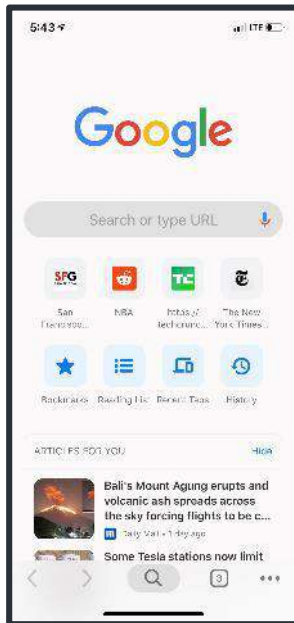 5:43
LTE
Google
Search or type URL
SFG
TC
San Francisco...
NBA
https://techcrunc...
The New York Times...
Bookmarks
Reading List
Recent Tabs
History
ARTICLES FOR YOU
Hide
Bali's Mount Agung erupts and
volcanic ash spreads across
the sky forcing flights to be c...
Daily Mail • 1 day ago
Some Tesla stations now limit
3